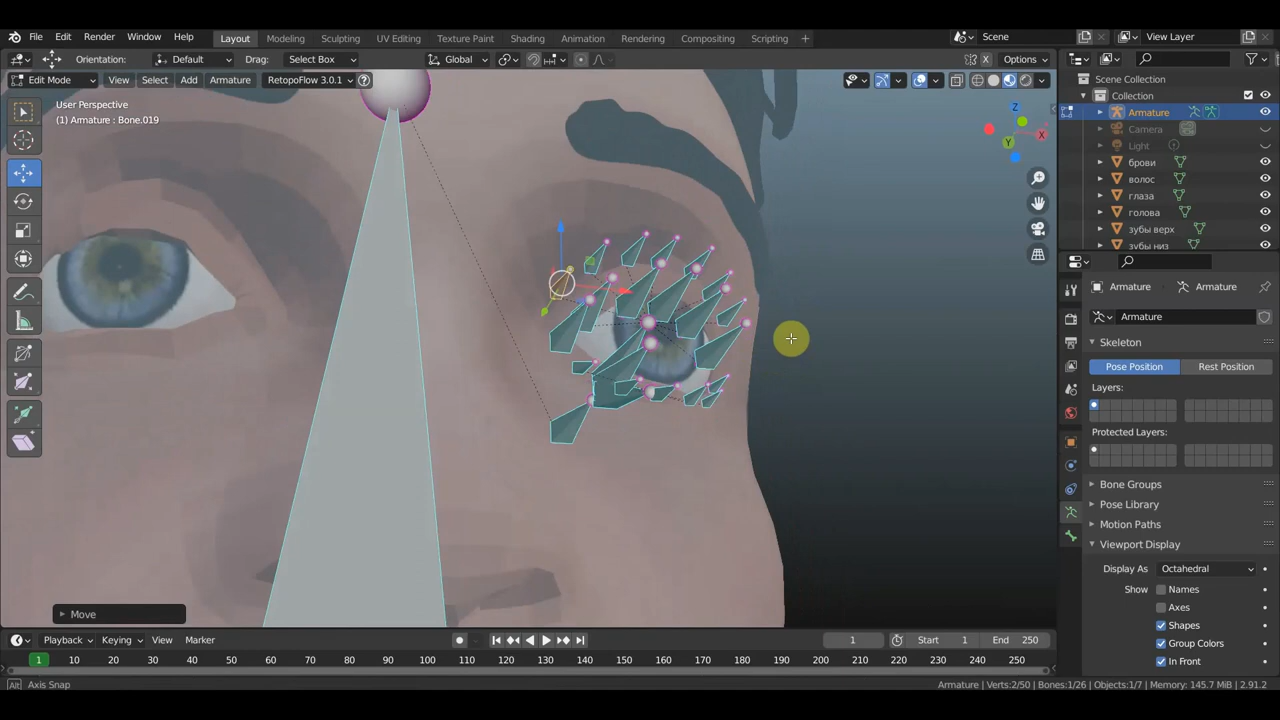 File Edit Render Window Help Layout Modeling Sculpting UV Editing Texture Paint Shading Animation Rendering Compositing Scripting + Scene View Layer
Orientation: Default Drag: Select Box Global Options
Edit Mode View Select Add Armature RetopoFlow 3.0.1 ?
User Perspective
(1) Armature : Bone.019
Z
X
Y
Scene Collection
Collection
Armature
Camera
Light
брови
волос
глаза
голова
зубы верх
зубы низ
Armature Armature
Armature
Skeleton
Pose Position Rest Position
Layers:
Protected Layers:
Bone Groups
Pose Library
Motion Paths
Viewport Display
Display As Octahedral
Show Names
Axes
Shapes
Group Colors
In Front
Move
Playback Keying View Marker 1 Start 1 End 250
1 10 20 30 40 50 60 70 80 90 100 110 120 130 140 150 160 170 180 190 200 210 220 230 240 250
Alt Axis Snap Armature | Verts:2/50 | Bones:1/26 | Objects:1/7 | Memory: 145.7 MiB | 2.91.2